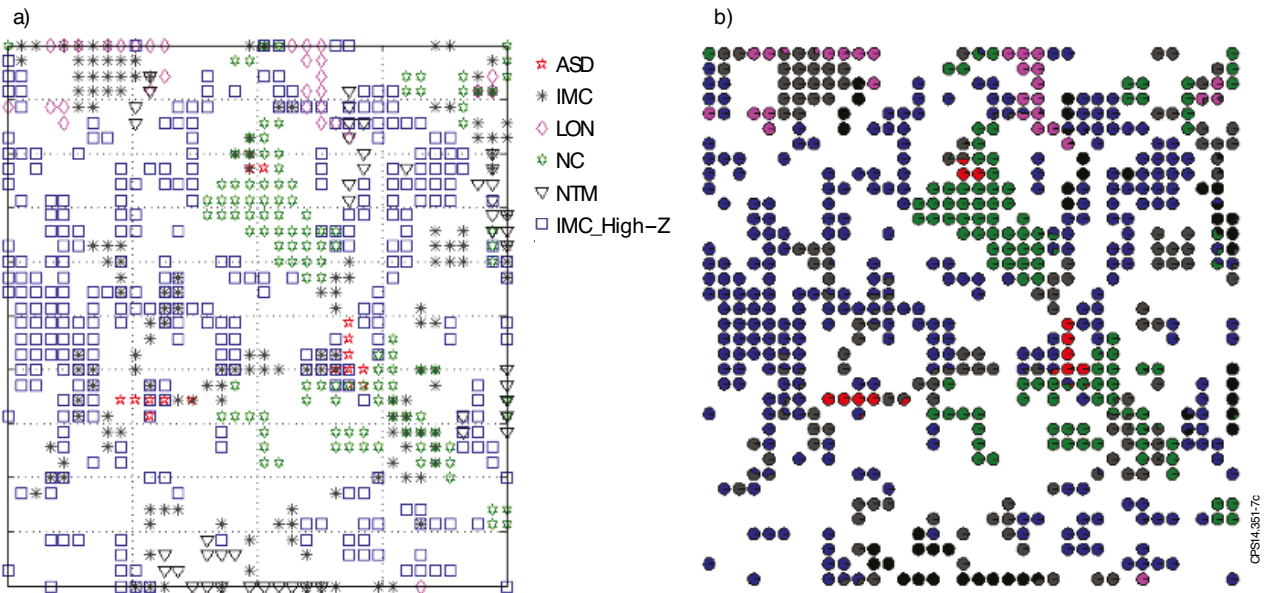 a)
b)
ASD
IMC
LON
NC
NTM
IMC_High−Z
CPS14.351-7c